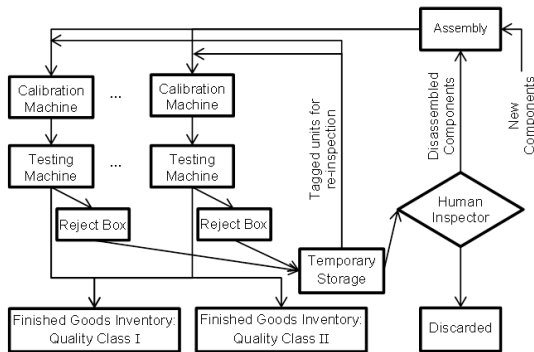 Assembly
Calibration
Machine
...
Calibration
Machine
Tagged units for
re-inspection
Disassembled
Components
New
Components
Testing
Machine
...
Testing
Machine
Human
Inspector
Reject Box
Reject Box
Temporary
Storage
Finished Goods Inventory:
Quality Class I
Finished Goods Inventory:
Quality Class II
Discarded